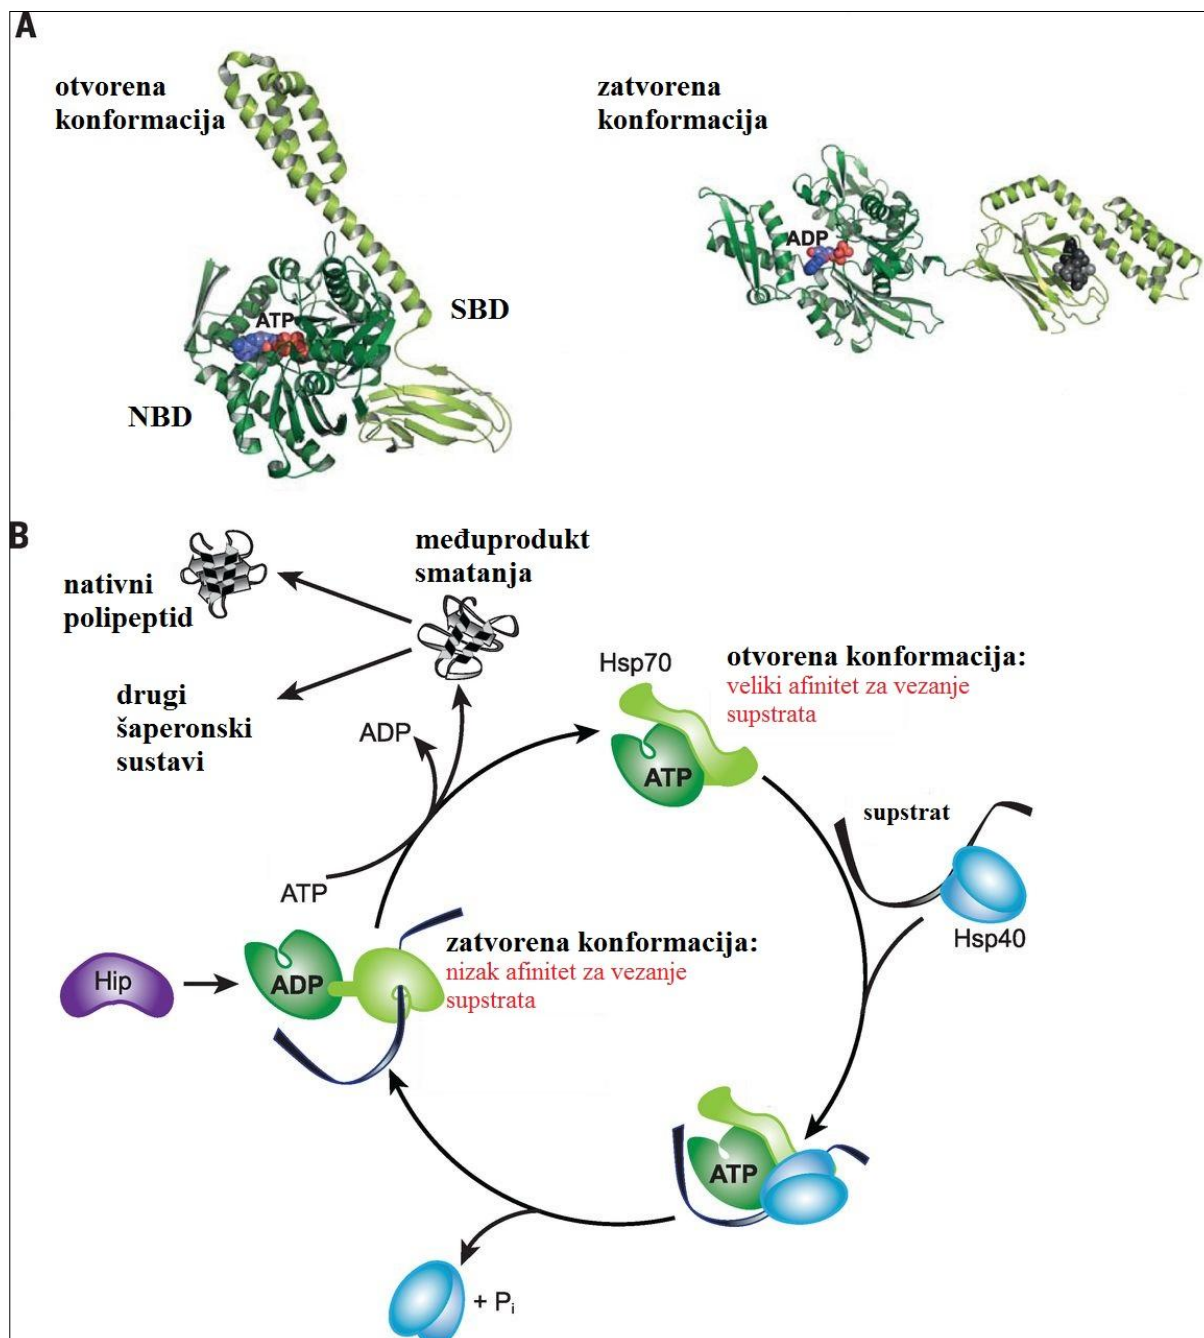 A
otvorena
konformacija
zatvorena
konformacija
ATP
SBD
NBD
ADP
B
nativni
polipeptid
međuprodukt
smatanja
drugi
šaperonski
sustavi
ADP
ATP
Hsp70
otvorena konformacija:
veliki afinitet za vezanje
supstrata
ATP
supstrat
Hsp40
Hip
ADP
zatvorena konformacija:
nizak afinitet za vezanje
supstrata
ATP
+ Pi